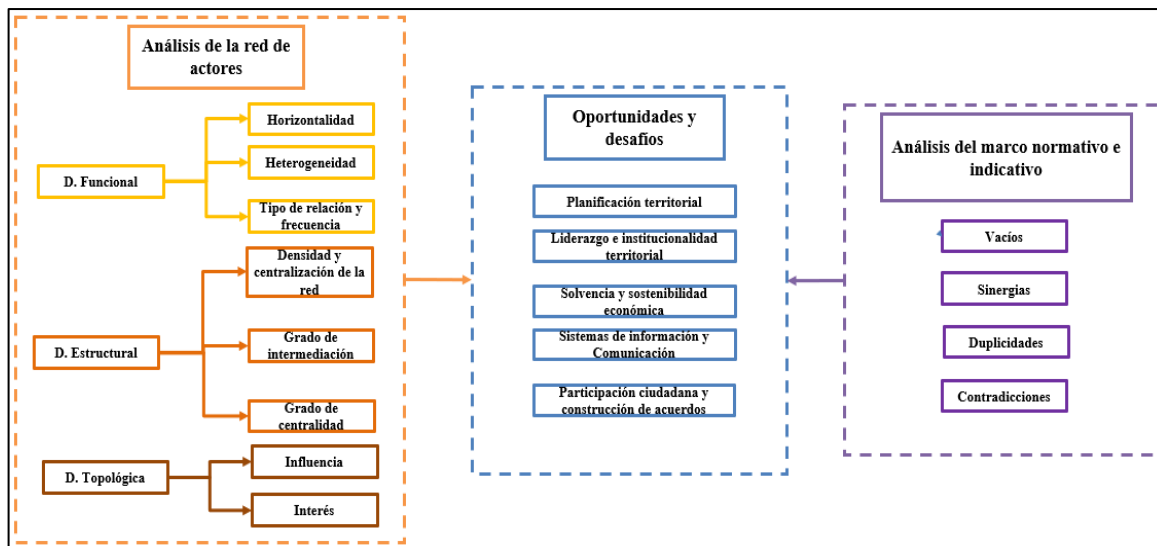 Análisis de la red de
actores
D. Funcional
Horizontalidad
Heterogeneidad
Tipo de relación y
frecuencia
D. Estructural
Densidad y
centralización de la
red
Grado de
intermediación
Grado de
centralidad
D. Topológica
Influencia
Interés
Oportunidades y
desafíos
Planificación territorial
Liderazgo e institucionalidad
territorial
Solvencia y sostenibilidad
económica
Sistemas de información y
Comunicación
Participación ciudadana y
construcción de acuerdos
Análisis del marco normativo e
indicativo
Vacíos
Sinergias
Duplicidades
Contradicciones